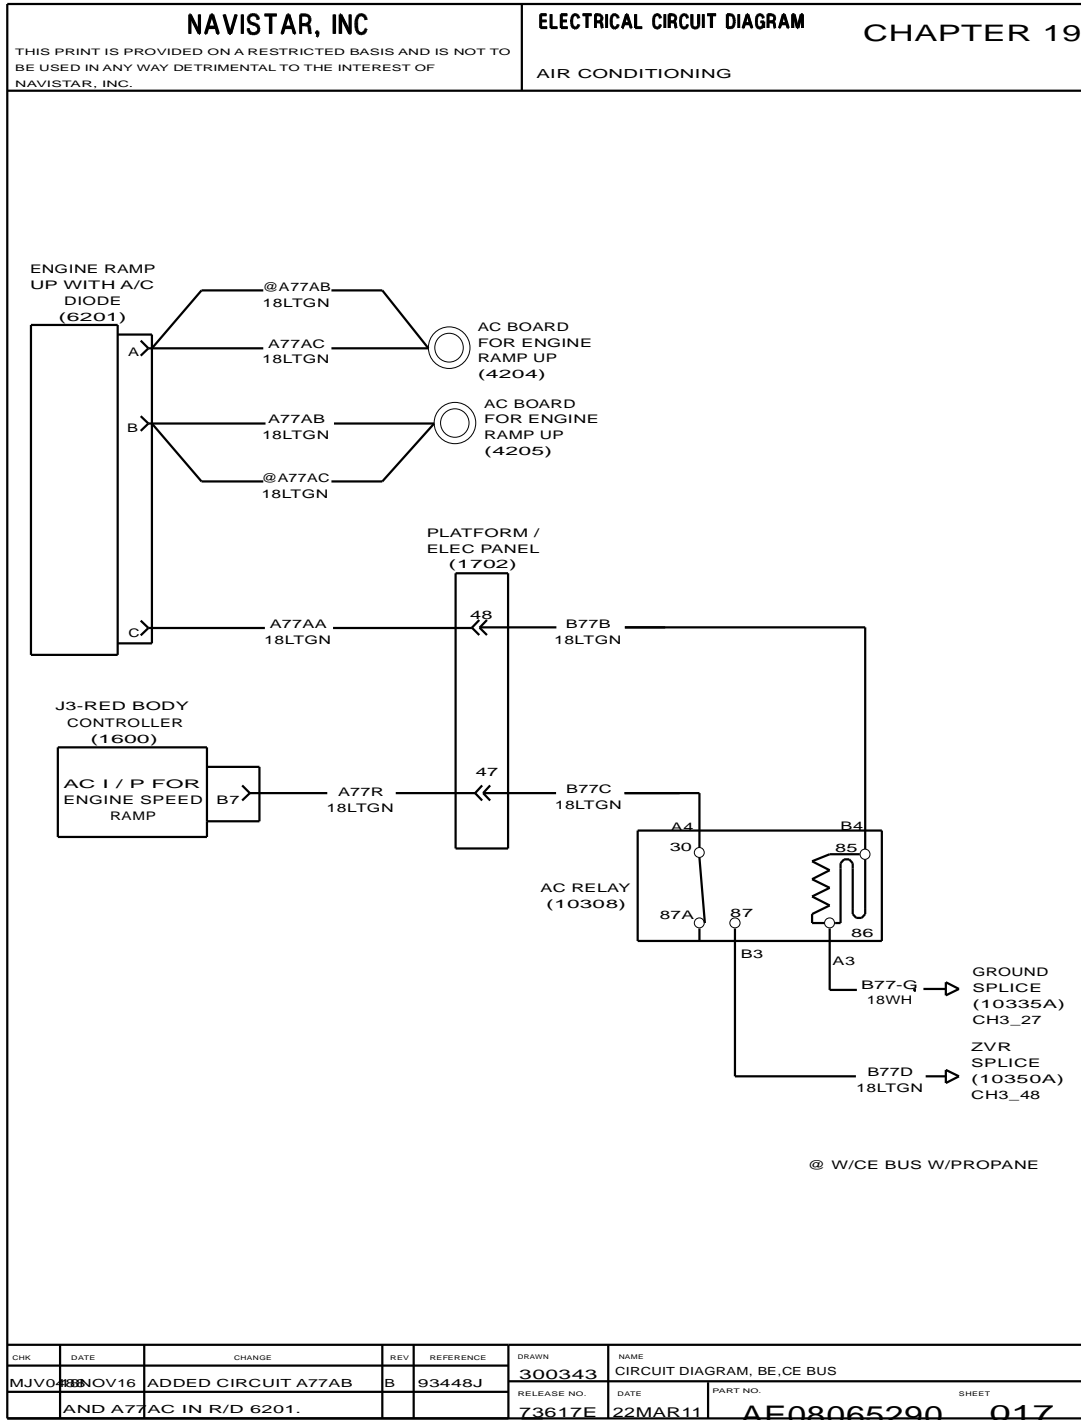 NAVISTAR, INC
THIS PRINT IS PROVIDED ON A RESTRICTED BASIS AND IS NOT TO
BE USED IN ANY WAY DETRIMENTAL TO THE INTEREST OF
NAVISTAR, INC.
ELECTRICAL CIRCUIT DIAGRAM
CHAPTER 19
AIR CONDITIONING
ENGINE RAMP
UP WITH A/C
DIODE
(6201)
A
@A77AB
18LTGN
A77AC
18LTGN
AC BOARD
FOR ENGINE
RAMP UP
(4204)
B
A77AB
18LTGN
@A77AC
18LTGN
AC BOARD
FOR ENGINE
RAMP UP
(4205)
PLATFORM /
ELEC PANEL
(1702)
C
A77AA
18LTGN
48
B77B
18LTGN
J3-RED BODY
CONTROLLER
(1600)
AC I / P FOR
ENGINE SPEED
RAMP
B7
A77R
18LTGN
47
B77C
18LTGN
A4
B4
30
85
AC RELAY
(10308)
87A
87
86
B3
A3
B77-G
18WH
GROUND
SPLICE
(10335A)
CH3_27
B77D
18LTGN
ZVR
SPLICE
(10350A)
CH3_48
@ W/CE BUS W/PROPANE
CHK DATE CHANGE REV REFERENCE
ADDED CIRCUIT A77AB B 93448J
AND A77AC IN R/D 6201.
DRAWN
300343
NAME
CIRCUIT DIAGRAM, BE,CE BUS
RELEASE NO.
73617E
DATE
22MAR11
PART NO.
AE08065290
SHEET
017